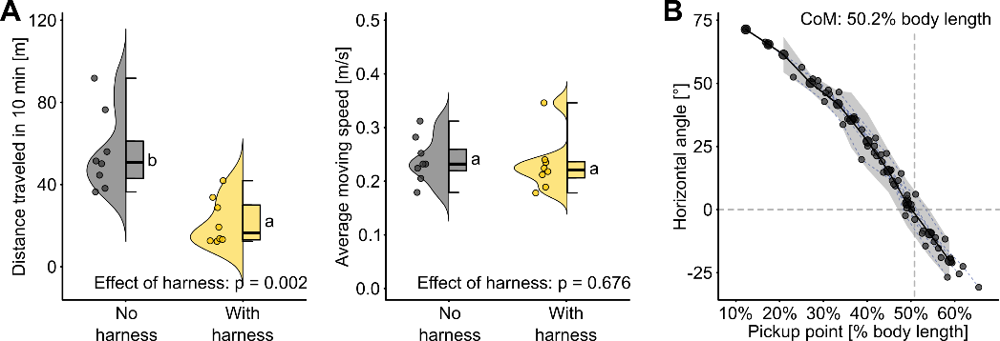 A
Distance traveled in 10 min [m]
120
80
40
0
b
a
Effect of harness: p = 0.002
No
harness
With
harness
Average moving speed [m/s]
0.5
0.4
0.3
0.2
0.1
0.0
a
a
Effect of harness: p = 0.676
No
harness
With
harness
B
CoM: 50.2% body length
Horizontal angle [°]
75
50
25
0
-25
10%
20%
30%
40%
50%
60%
Pickup point [% body length]